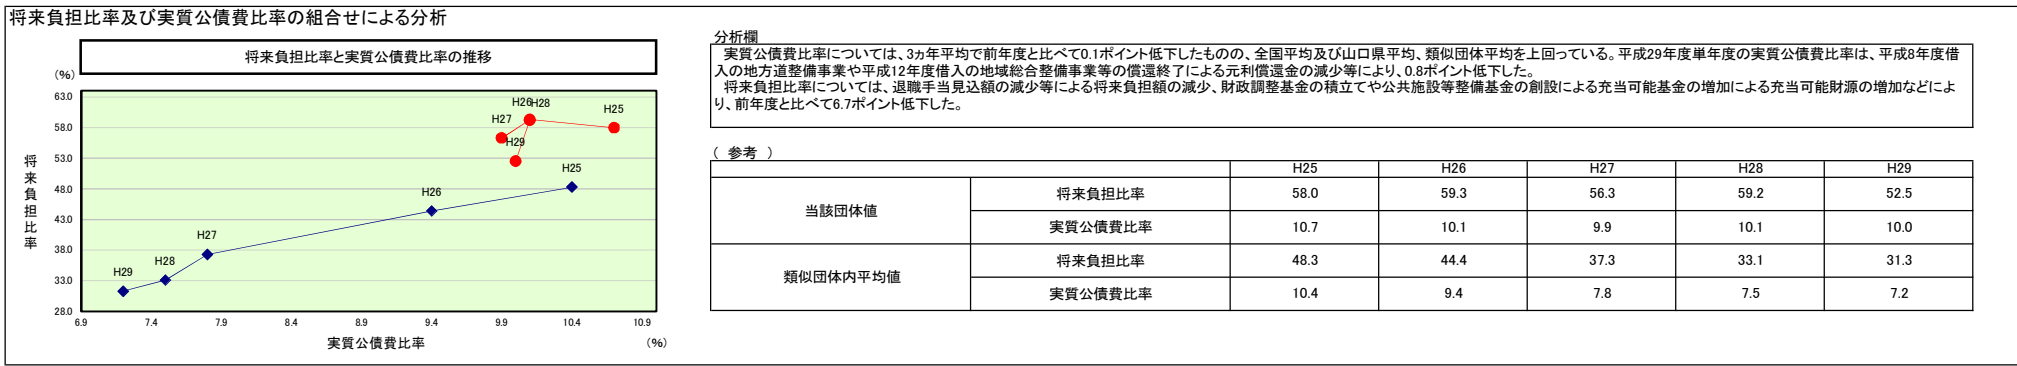 将来負担比率及び実質公債費比率の組合せによる分析
将来負担比率と実質公債費比率の推移
(%)
63.0
58.0
53.0
48.0
43.0
38.0
33.0
28.0
将来負担比率
H26
H28
H25
H27
H29
H25
H26
H27
H28
H29
6.9 7.4 7.9 8.4 8.9 9.4 9.9 10.4 10.9
実質公債費比率
(%)
分析欄
実質公債費比率については、3ヵ年平均で前年度と比べて0.1ポイント低下したものの、全国平均及び山口県平均、類似団体平均を上回っている。平成29年度単年度の実質公債費比率は、平成8年度借
入の地方道整備事業や平成12年度借入の地域総合整備事業等の償還終了による元利償還金の減少等により、0.8ポイント低下した。
将来負担比率については、退職手当見込額の減少等による将来負担額の減少、財政調整基金の積立てや公共施設等整備基金の創設による充当可能基金の増加による充当可能財源の増加などによ
り、前年度と比べて6.7ポイント低下した。
( 参考 )
H25 H26 H27 H28 H29
当該団体値
将来負担比率 58.0 59.3 56.3 59.2 52.5
実質公債費比率 10.7 10.1 9.9 10.1 10.0
類似団体内平均値
将来負担比率 48.3 44.4 37.3 33.1 31.3
実質公債費比率 10.4 9.4 7.8 7.5 7.2